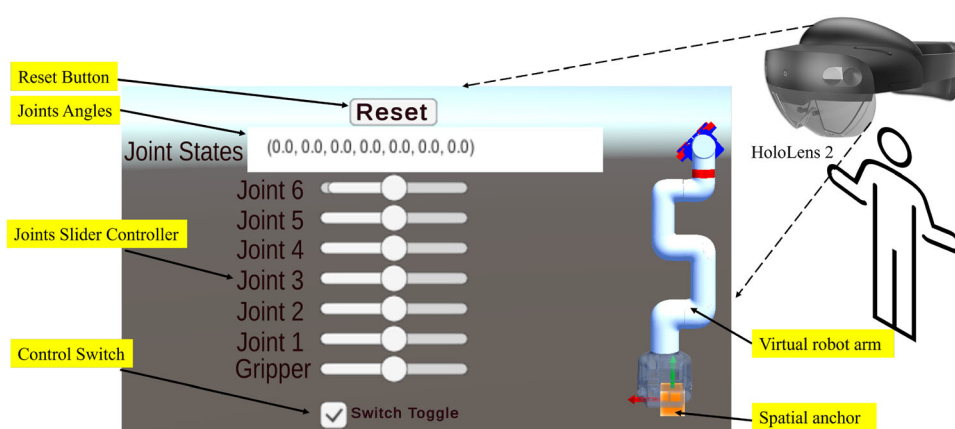 Reset Button
Joints Angles
Joints Slider Controller
Control Switch
Reset
Joint States
(0.0, 0.0, 0.0, 0.0, 0.0, 0.0, 0.0)
Joint 6
Joint 5
Joint 4
Joint 3
Joint 2
Joint 1
Gripper
Switch Toggle
HoloLens 2
Virtual robot arm
Spatial anchor